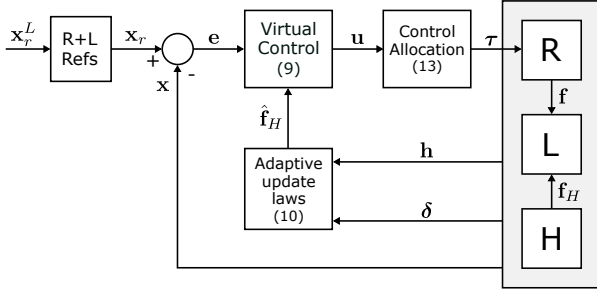 x_r^L
R+L
Refs
x_r
+
-
x
e
Virtual
Control
(9)
u
Control
Allocation
(13)
τ
R
f
L
f_H
H
f̂_H
Adaptive
update
laws
(10)
h
δ